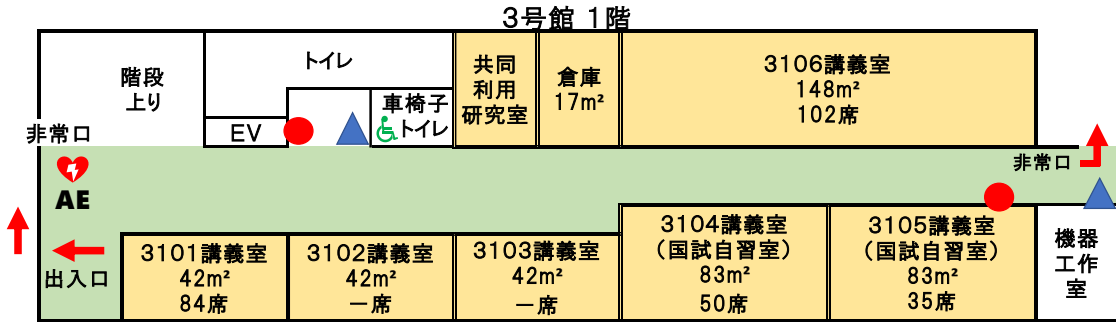 3号館 1階
階段
上り
トイレ
EV
車椅子
トイレ
共同
利用
研究室
倉庫
17m²
3106講義室
148m²
102席
非常口
AE
出入口
非常口
3101講義室
42m²
84席
3102講義室
42m²
－席
3103講義室
42m²
－席
3104講義室
（国試自習室）
83m²
50席
3105講義室
（国試自習室）
83m²
35席
機器
工作
室